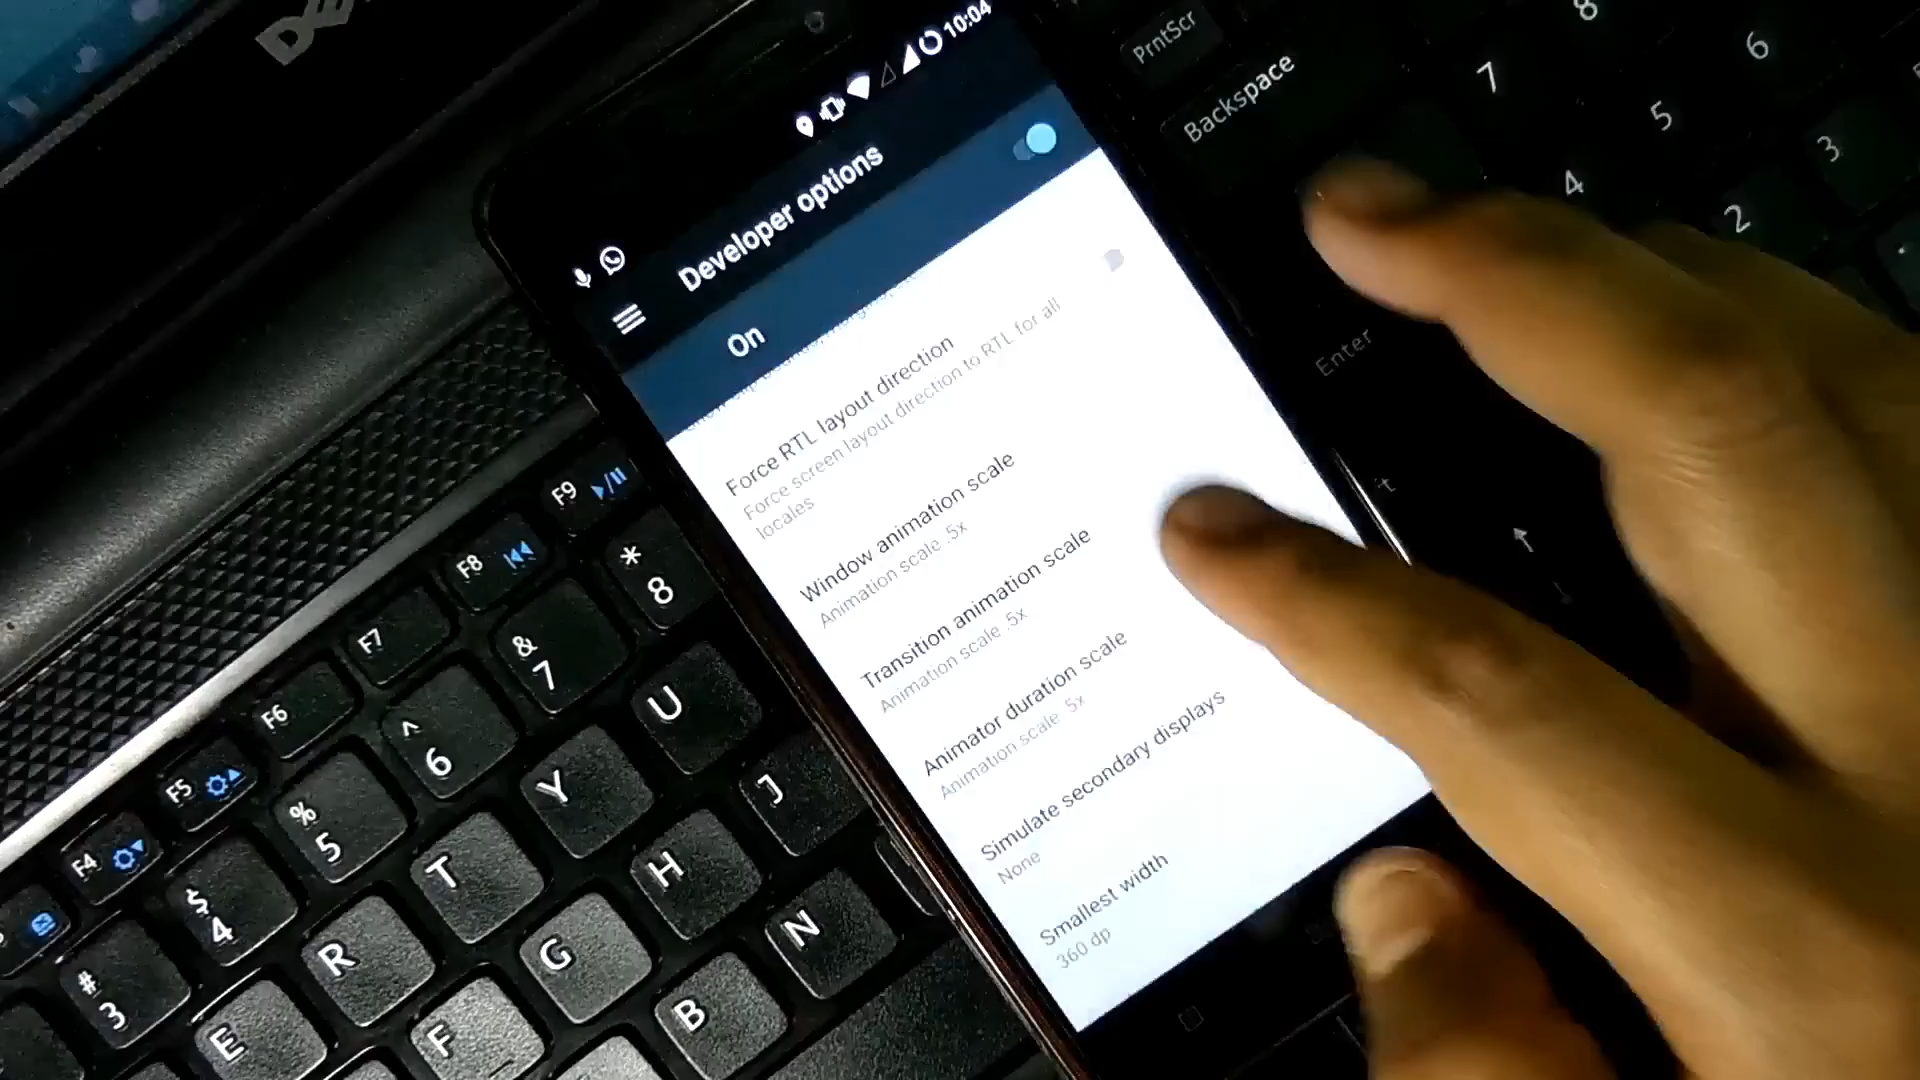 DELL
10:04
Developer options
On
Force RTL layout direction
Force screen layout direction to RTL for all
locales
Window animation scale
Animation scale .5x
Transition animation scale
Animation scale .5x
Animator duration scale
Animation scale .5x
Simulate secondary displays
None
Smallest width
360 dp
PrntScr
Backspace
Enter
7
8
4
5
6
2
3
F9
F8
F7
F6
F5
F4
*
8
&
7
^
6
%
5
$
4
#
3
U
Y
T
R
E
J
H
G
F
N
B